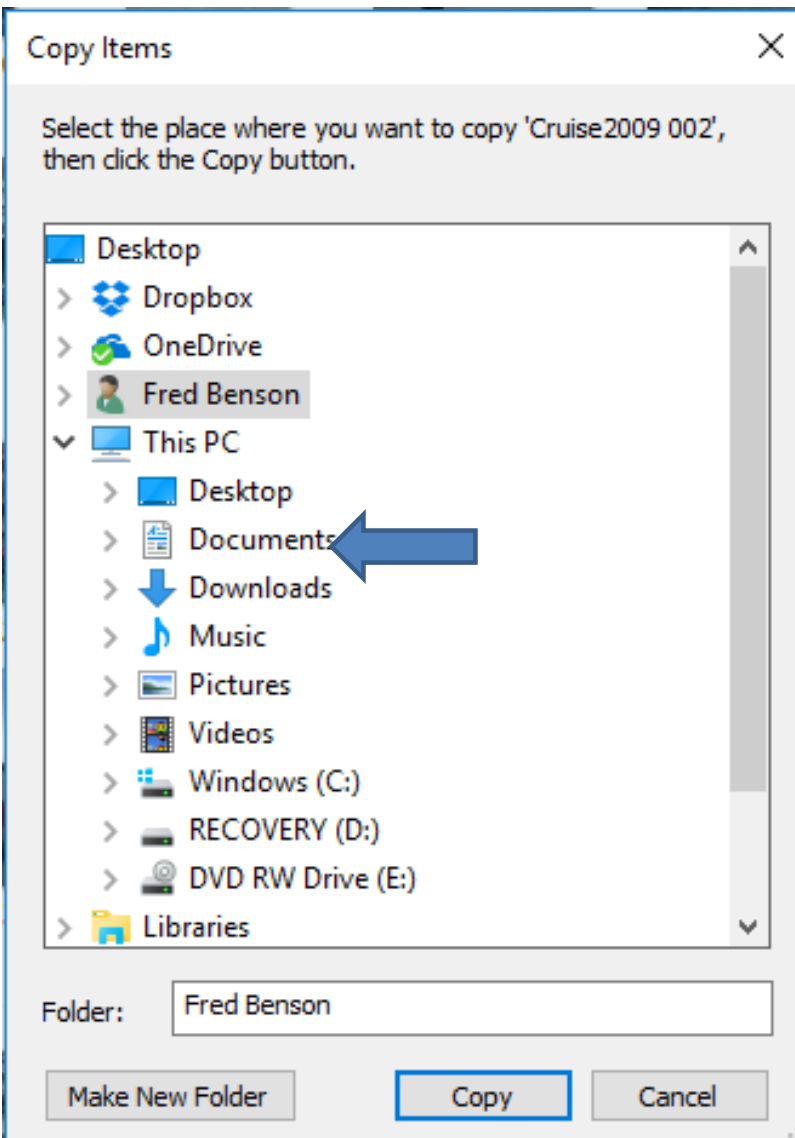 Copy Items
Select the place where you want to copy 'Cruise2009 002',
then click the Copy button.
Desktop
Dropbox
OneDrive
Fred Benson
This PC
Desktop
Documents
Downloads
Music
Pictures
Videos
Windows (C:)
RECOVERY (D:)
DVD RW Drive (E:)
Libraries
Folder: Fred Benson
Make New Folder Copy Cancel